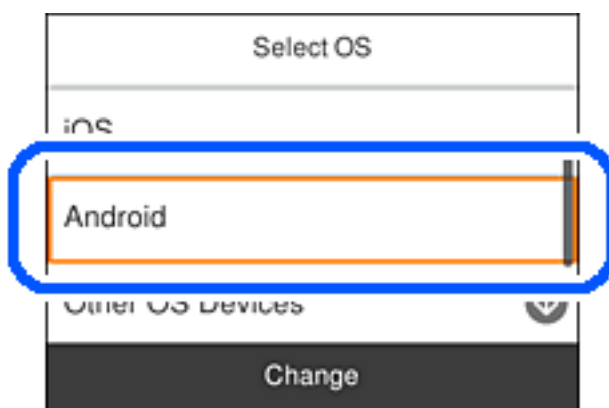 Select OS
iOS
Android
Other OS Devices
Change